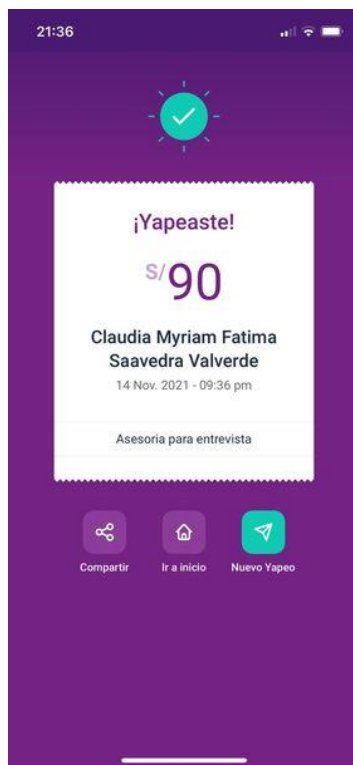 21:36
¡Yapeaste!
S/90
Claudia Myriam Fatima
Saavedra Valverde
14 Nov. 2021 - 09:36 pm
Asesoria para entrevista
Compartir Ir a inicio Nuevo Yapeo